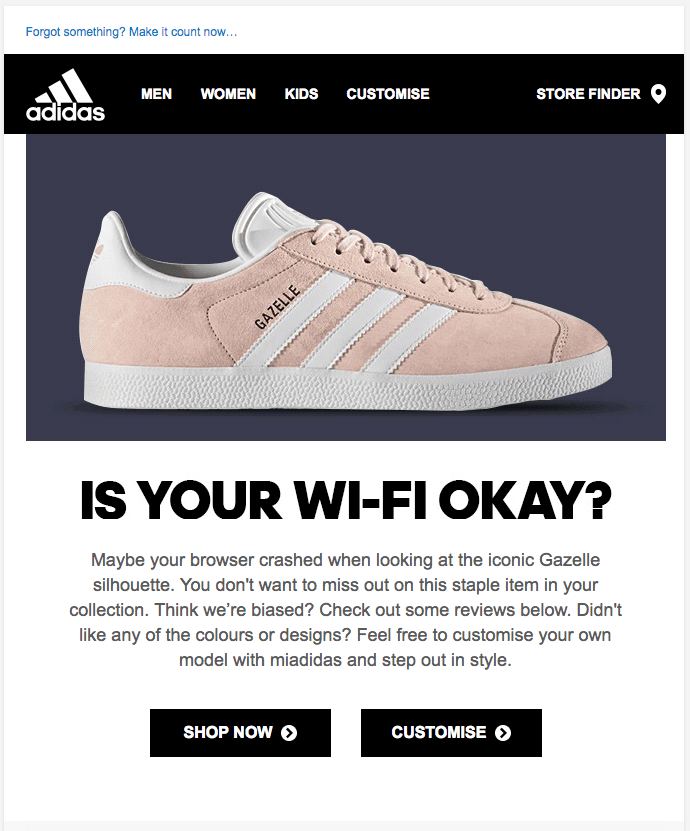 Forgot something? Make it count now…
adidas
MEN WOMEN KIDS CUSTOMISE STORE FINDER
GAZELLE
IS YOUR WI-FI OKAY?
Maybe your browser crashed when looking at the iconic Gazelle
silhouette. You don't want to miss out on this staple item in your
collection. Think we’re biased? Check out some reviews below. Didn't
like any of the colours or designs? Feel free to customise your own
model with miadidas and step out in style.
SHOP NOW
CUSTOMISE